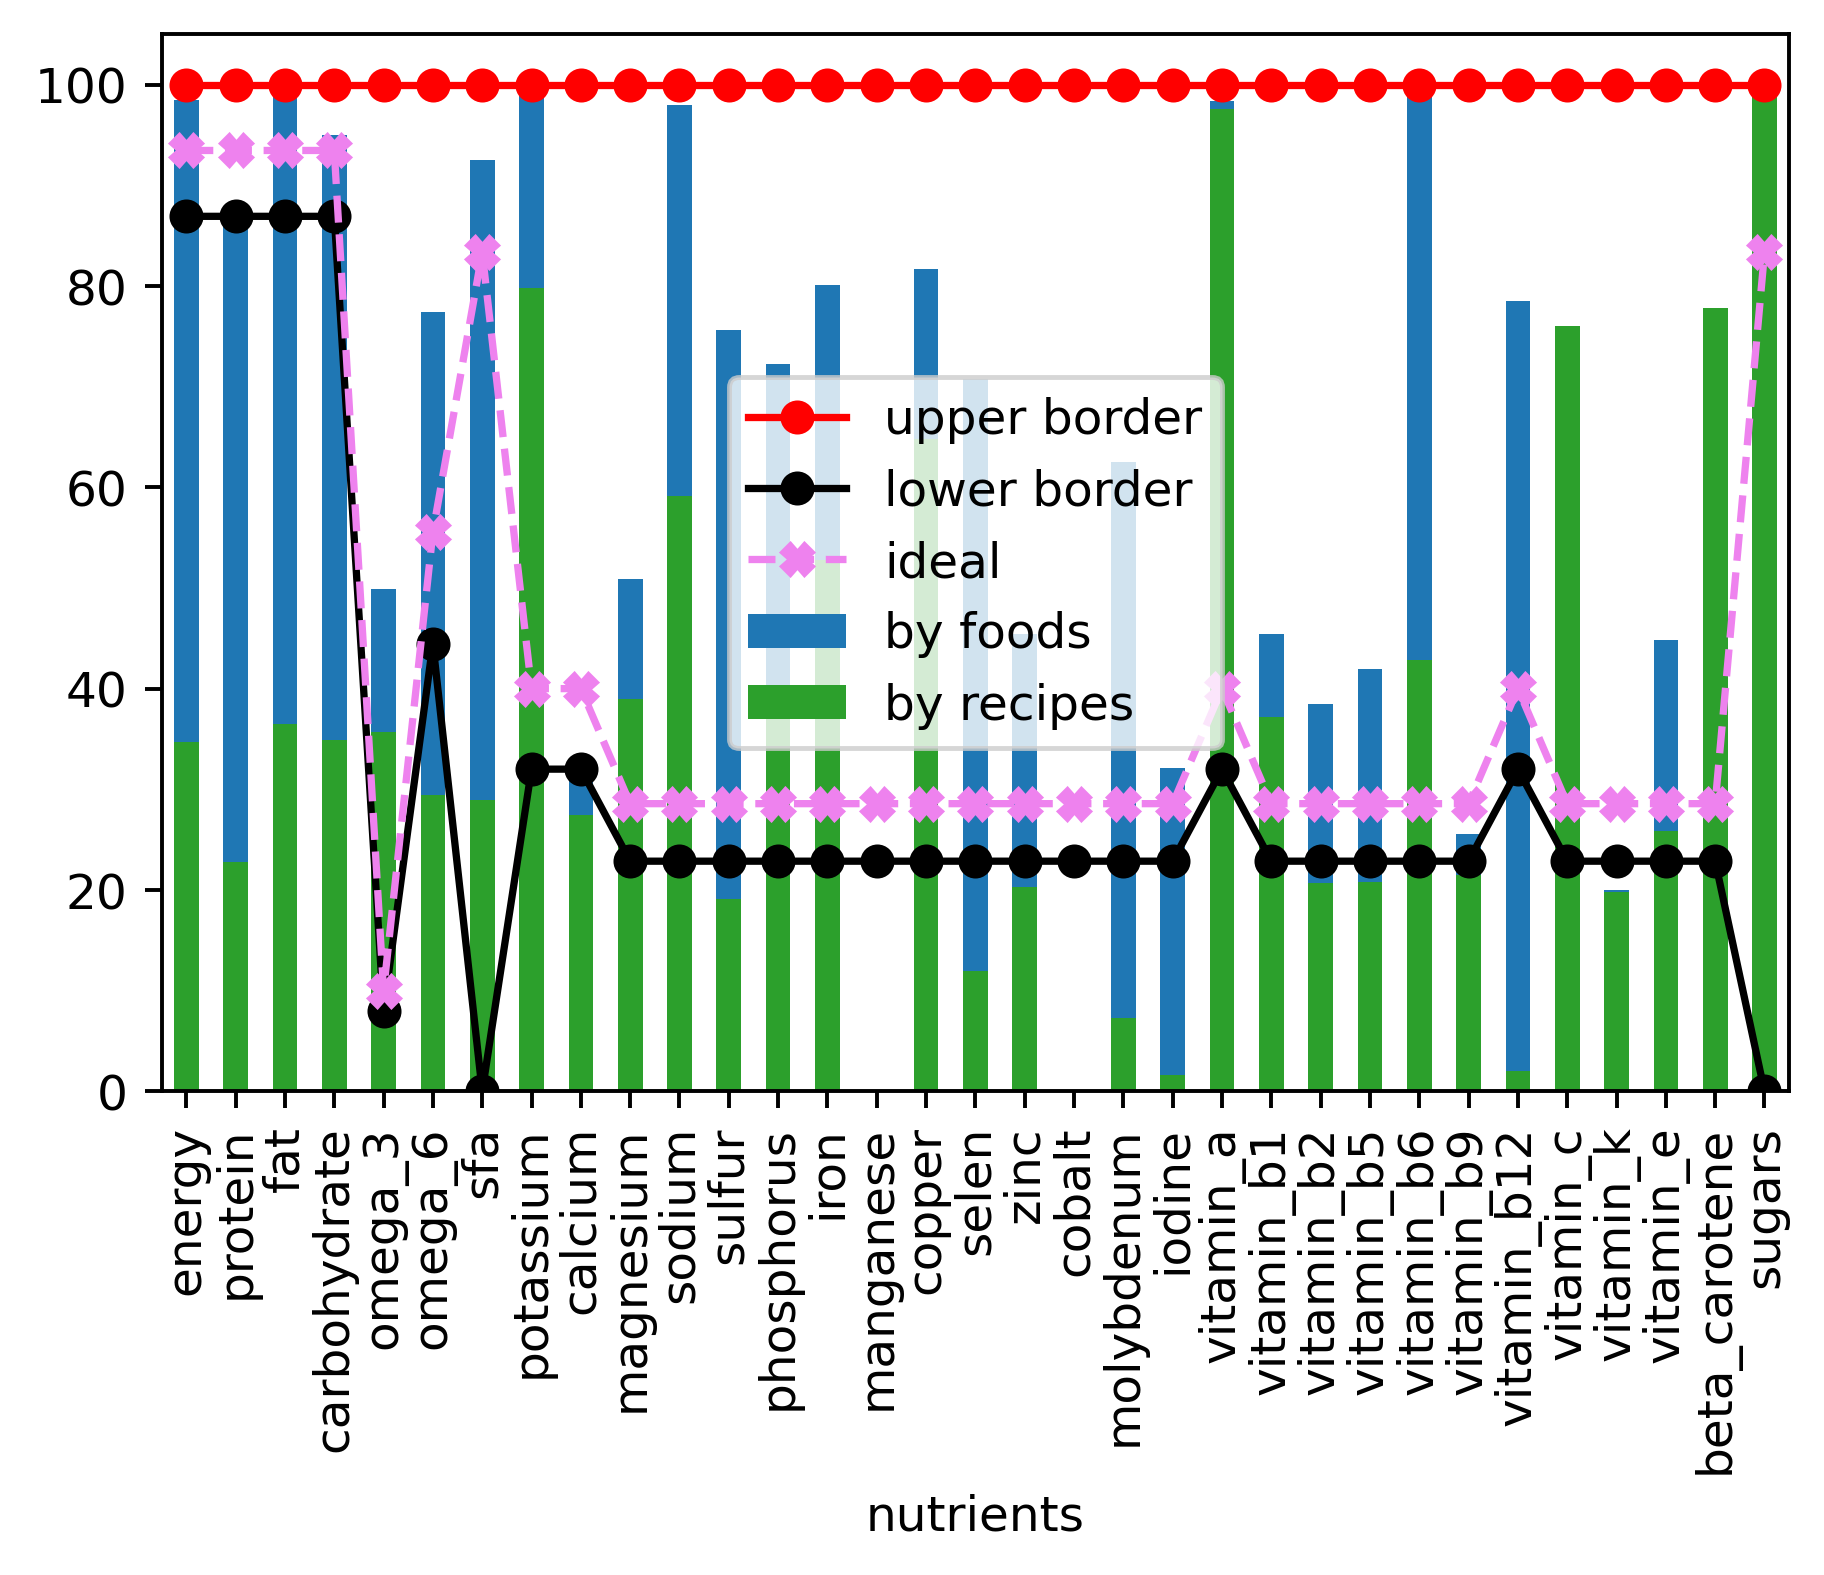 100
80
60
40
20
0
upper border
lower border
ideal
by foods
by recipes
energy
protein
fat
carbohydrate
omega_3
omega_6
sfa
potassium
calcium
magnesium
sodium
sulfur
phosphorus
iron
manganese
copper
selen
zinc
cobalt
molybdenum
iodine
vitamin_a
vitamin_b1
vitamin_b2
vitamin_b5
vitamin_b6
vitamin_b9
vitamin_b12
vitamin_c
vitamin_k
vitamin_e
beta_carotene
sugars
nutrients